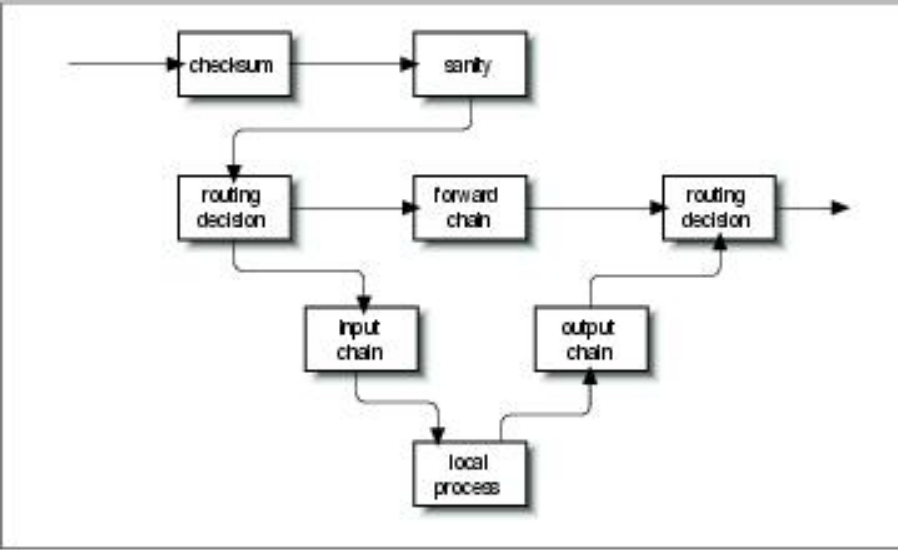 checksum
sanity
routing
decision
forward
chain
routing
decision
input
chain
output
chain
local
process